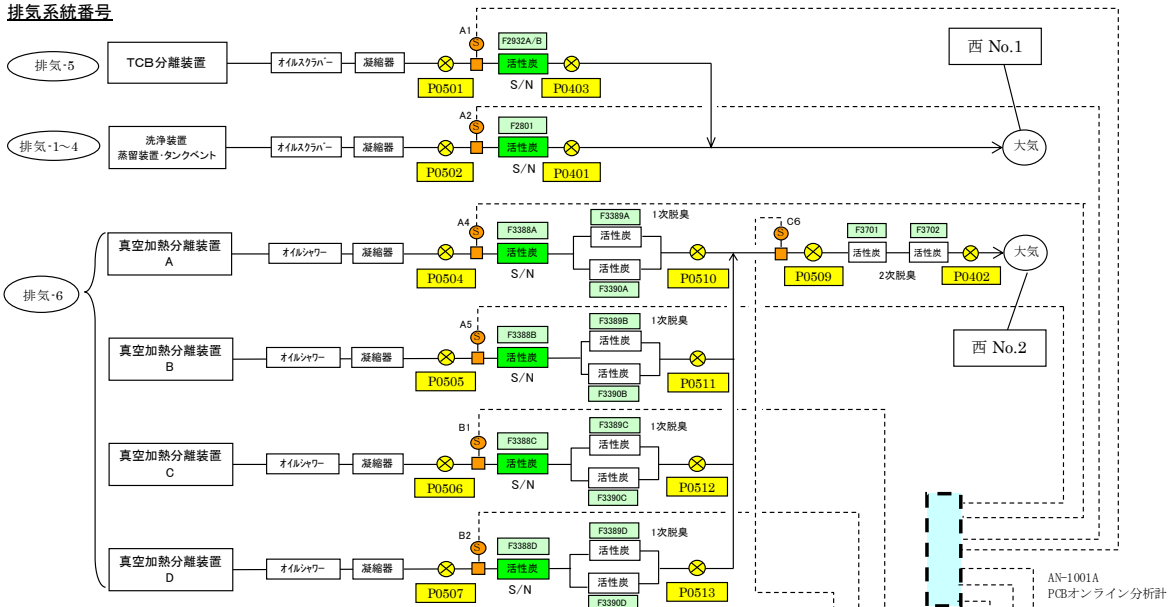 排気系統番号
A1
F2932A/B
西 No.1
排気-5
TCB分離装置
オイルスクラバー
凝縮器
S
活性炭
P0501
S/N
P0403
A2
F2801
排気-1~4
洗浄装置
蒸留装置・タンクベント
オイルスクラバー
凝縮器
S
活性炭
大気
P0502
S/N
P0401
A4
F3388A
F3389A
1次脱臭
C6
F3701
F3702
真空加熱分離装置
A
オイルシャワー
凝縮器
S
活性炭
活性炭
活性炭
S
活性炭
活性炭
大気
P0504
S/N
F3390A
P0510
P0509
2次脱臭
P0402
排気-6
A5
F3388B
F3389B
1次脱臭
真空加熱分離装置
B
オイルシャワー
凝縮器
S
活性炭
活性炭
活性炭
西 No.2
P0505
S/N
F3390B
P0511
B1
F3388C
F3389C
1次脱臭
真空加熱分離装置
C
オイルシャワー
凝縮器
S
活性炭
活性炭
活性炭
P0506
S/N
F3390C
P0512
B2
F3388D
F3389D
1次脱臭
真空加熱分離装置
D
オイルシャワー
凝縮器
S
活性炭
活性炭
活性炭
P0507
S/N
F3390D
P0513
AN-1001A
PCBオンライン分析計